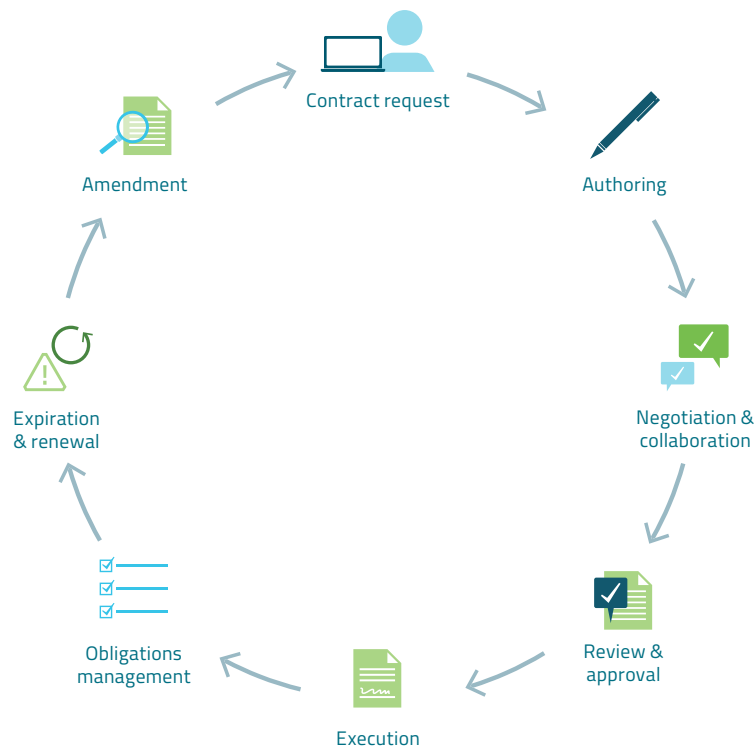 Contract request
Authoring
Negotiation &
collaboration
Review &
approval
Execution
Obligations
management
Expiration
& renewal
Amendment